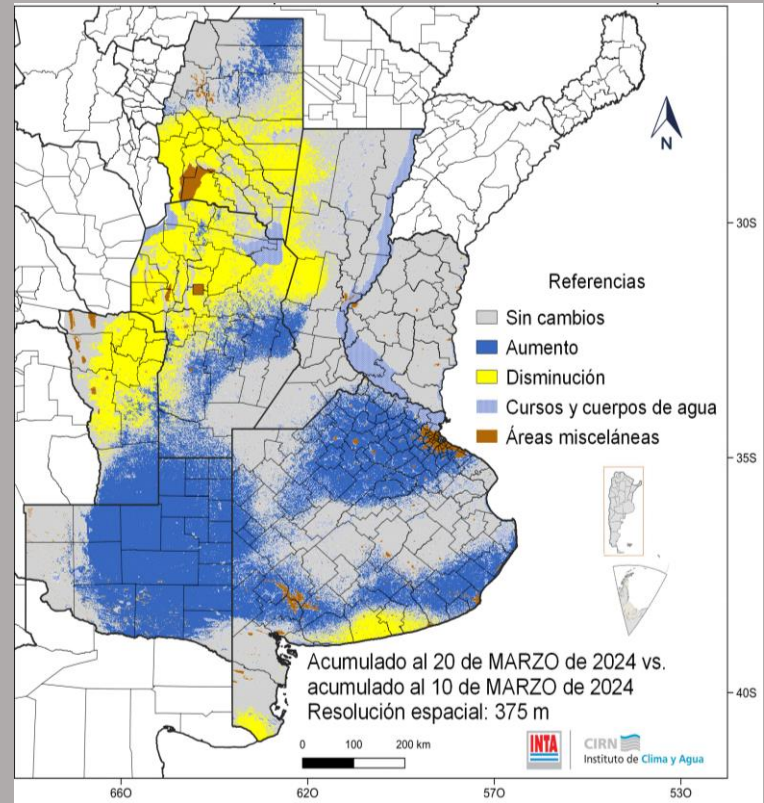 N
30S
Referencias
Sin cambios
Aumento
Disminución
Cursos y cuerpos de agua
Áreas misceláneas
35S
Acumulado al 20 de MARZO de 2024 vs.
acumulado al 10 de MARZO de 2024
Resolución espacial: 375 m
40S
0 100 200 km
INTA
CIRN
Instituto de Clima y Agua
66O 62O 57O 53O